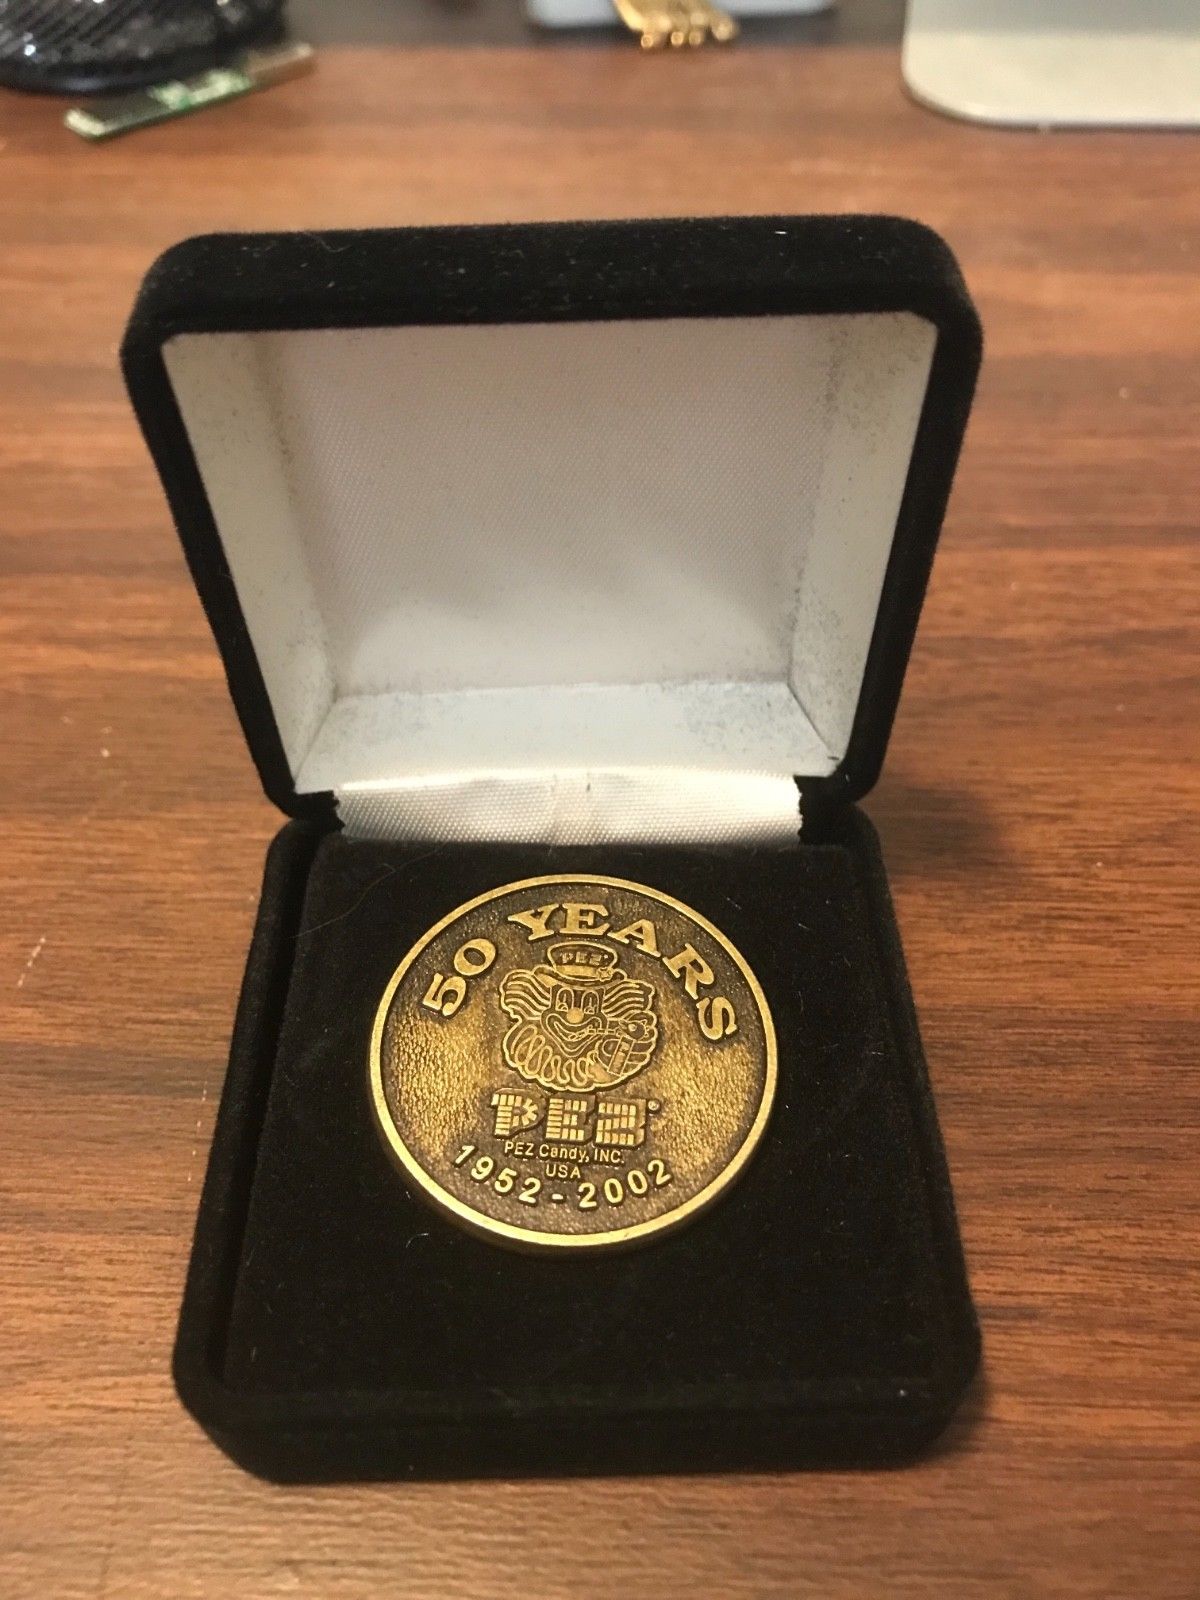 50 YEARS
PEZ
PEZ®
PEZ Candy, INC.
USA
1952 - 2002